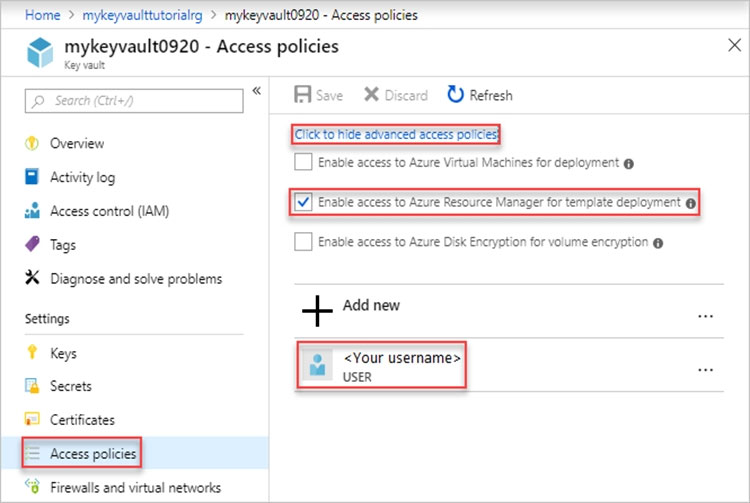 Home > mykeyvaulttutorialrg > mykeyvault0920 - Access policies
mykeyvault0920 - Access policies
Key vault
Search (Ctrl+/)
Overview
Activity log
Access control (IAM)
Tags
Diagnose and solve problems
Settings
Keys
Secrets
Certificates
Access policies
Firewalls and virtual networks
Save Discard Refresh
Click to hide advanced access policies
Enable access to Azure Virtual Machines for deployment
Enable access to Azure Resource Manager for template deployment
Enable access to Azure Disk Encryption for volume encryption
Add new
...
<Your username>
USER
...